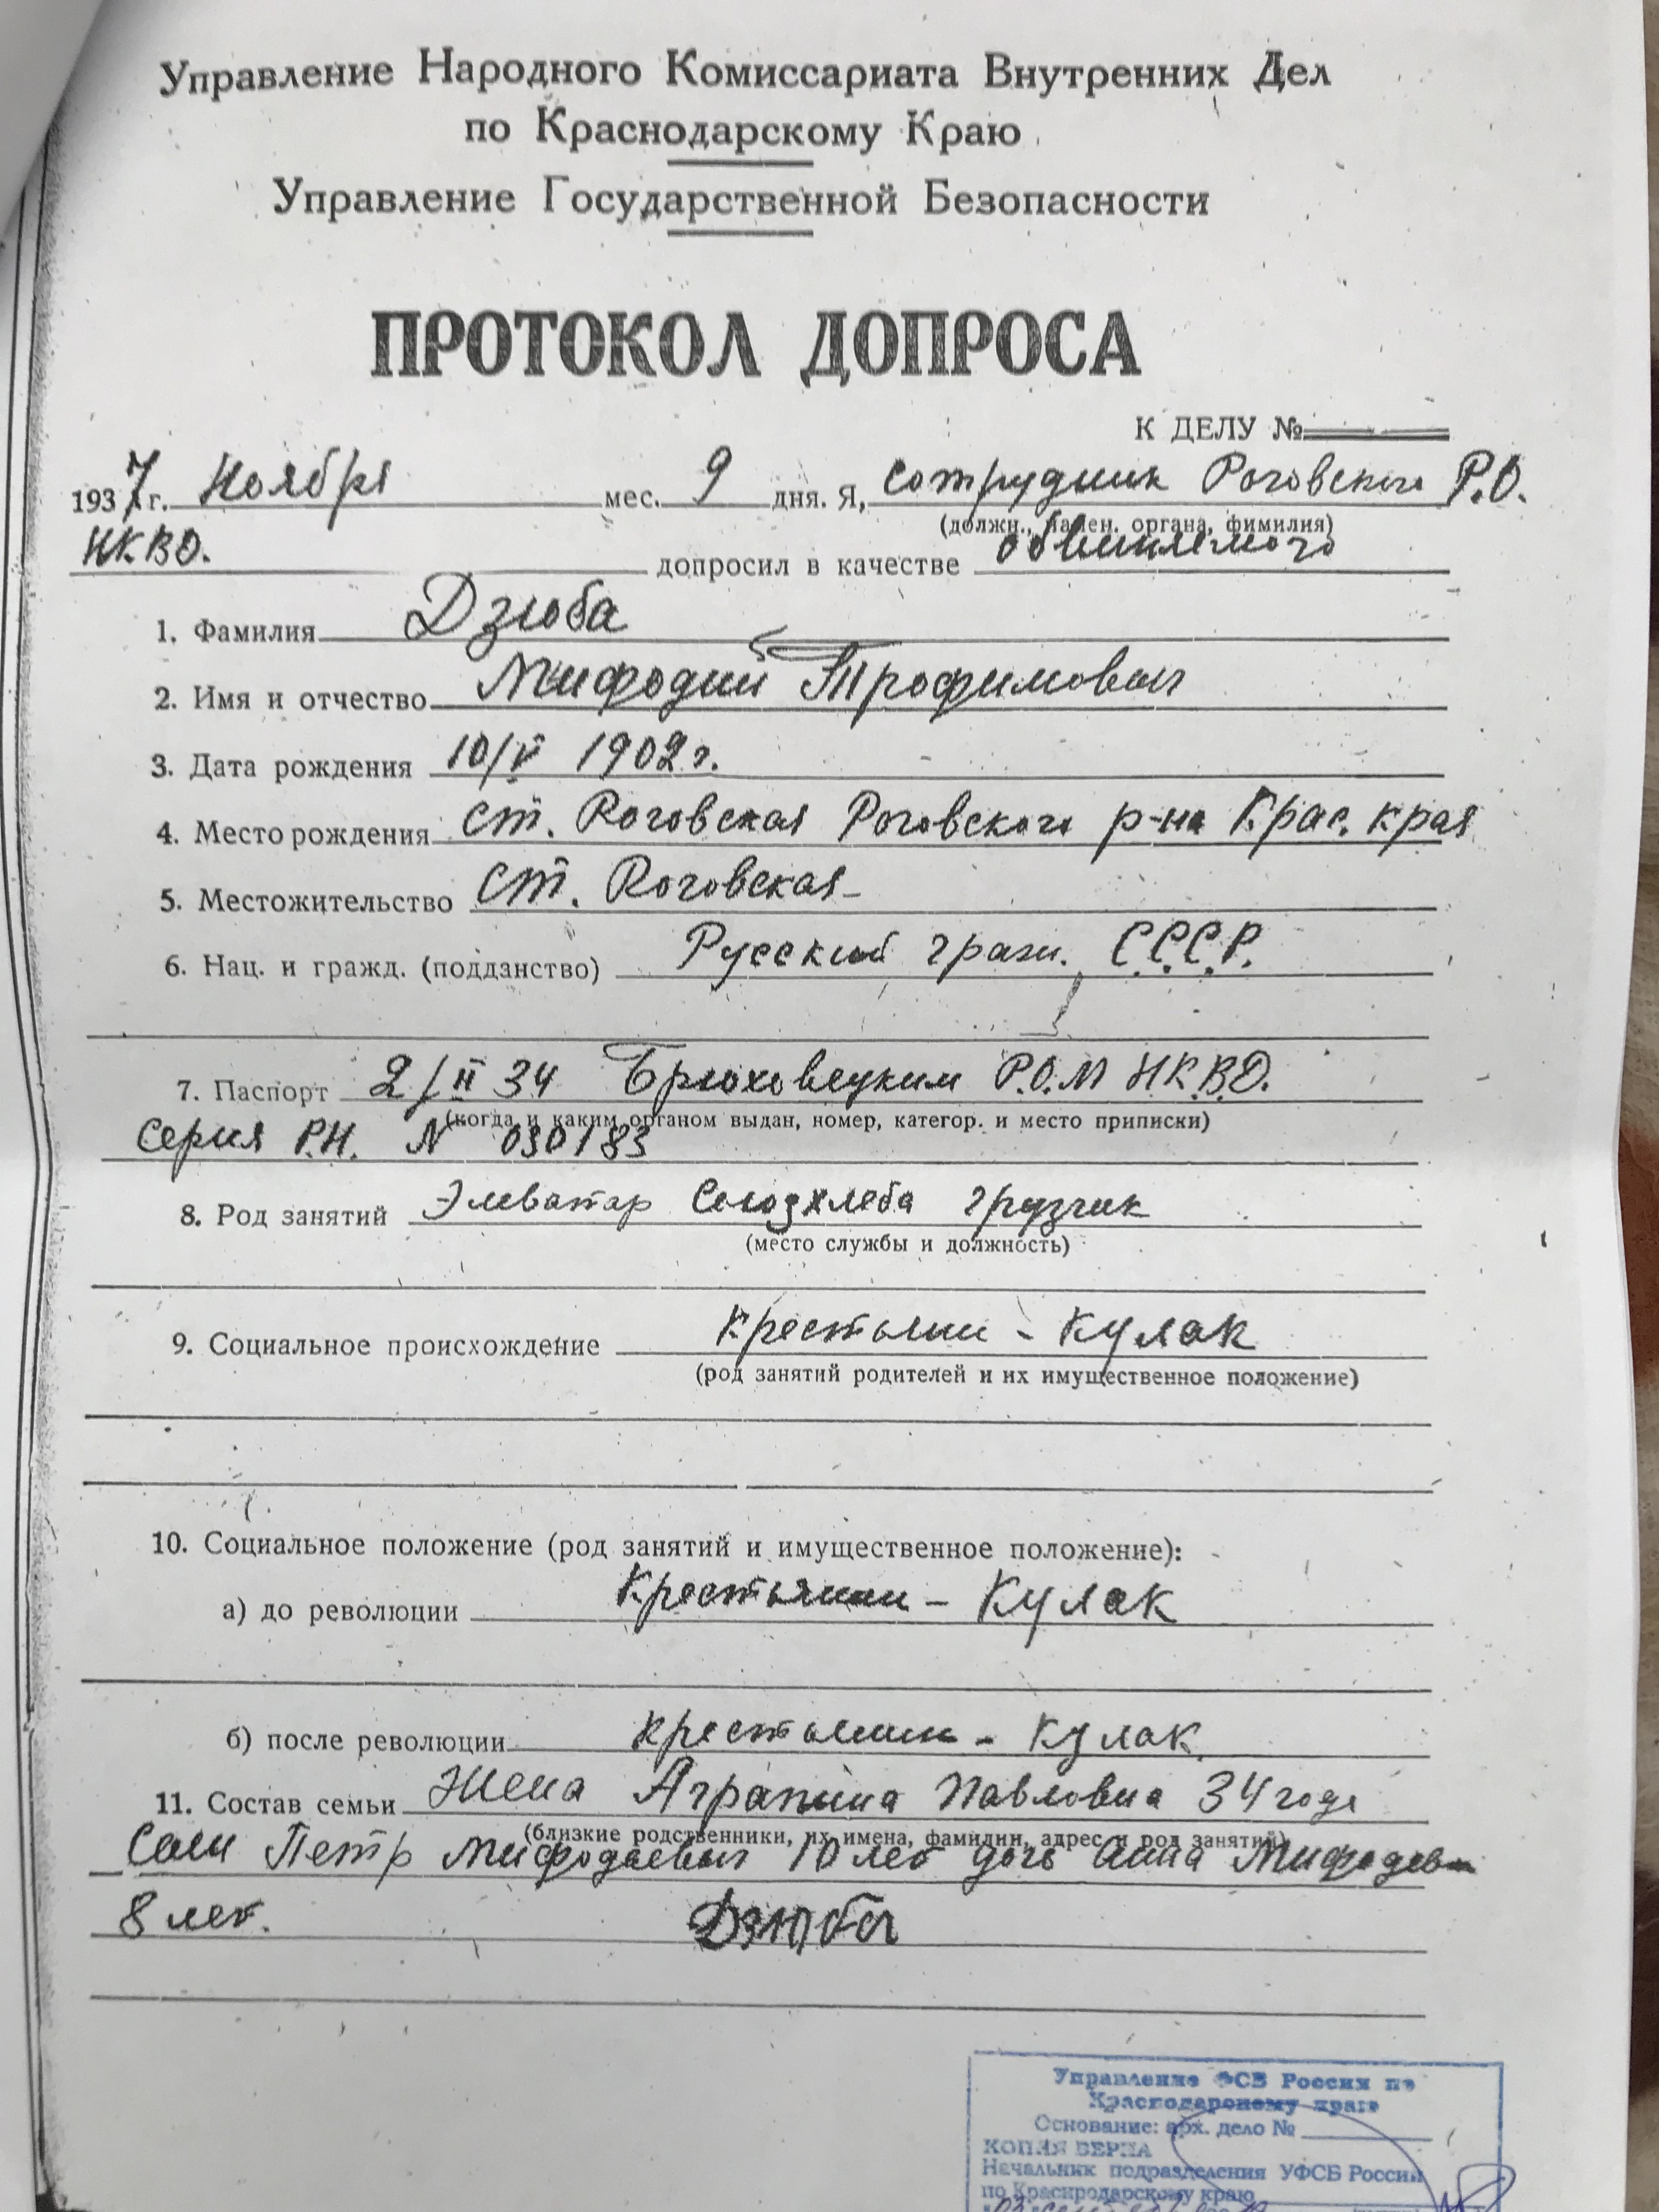 Управление Народного Комиссариата Внутренних Дел
по Краснодарскому Краю
Управление Государственной Безопасности
ПРОТОКОЛ ДОПРОСА
К ДЕЛУ №
1937 г. Ноября мес. 9 дня. Я, сотрудник Роговского Р.О.
(должн., наимен. органа, фимилия)
НКВД. допросил в качестве обвиняемого
1. Фамилия Дзюба
2. Имя и отчество Мифодий Трофимович
3. Дата рождения 10/V 1902 г.
4. Место рождения ст. Роговская Роговского р-на Крас. края
5. Местожительство ст. Роговская
6. Нац. и гражд. (подданство) Русский граж. С.С.С.Р.
7. Паспорт 2/II 34 Брюховецким Р.О.М НК.В.Д.
(когда и каким органом выдан, номер, категор. и место приписки)
Серия Р.Н. N 030183
8. Род занятий Элеватор Союзхлеба грузчик
(место службы и должность)
9. Социальное происхождение Крестьянин - Кулак
(род занятий родителей и их имущественное положение)
10. Социальное положение (род занятий и имущественное положение):
а) до революции Крестьянин - Кулак
б) после революции Крестьянин - Кулак
11. Состав семьи Жена Аграпина Павловна 34 года
(близкие родственники, их имена, фамилии, адрес и род занятий)
Сын Петр Мифодаевич 10 лет дочь Анна Мифодев
8 лет. Дзюба
Управление ФСБ России по
Краснодарскому краю
Основание: арх. дело №
КОПИЯ ВЕРНА
Начальник подразделения УФСБ России
по Краснодарскому краю